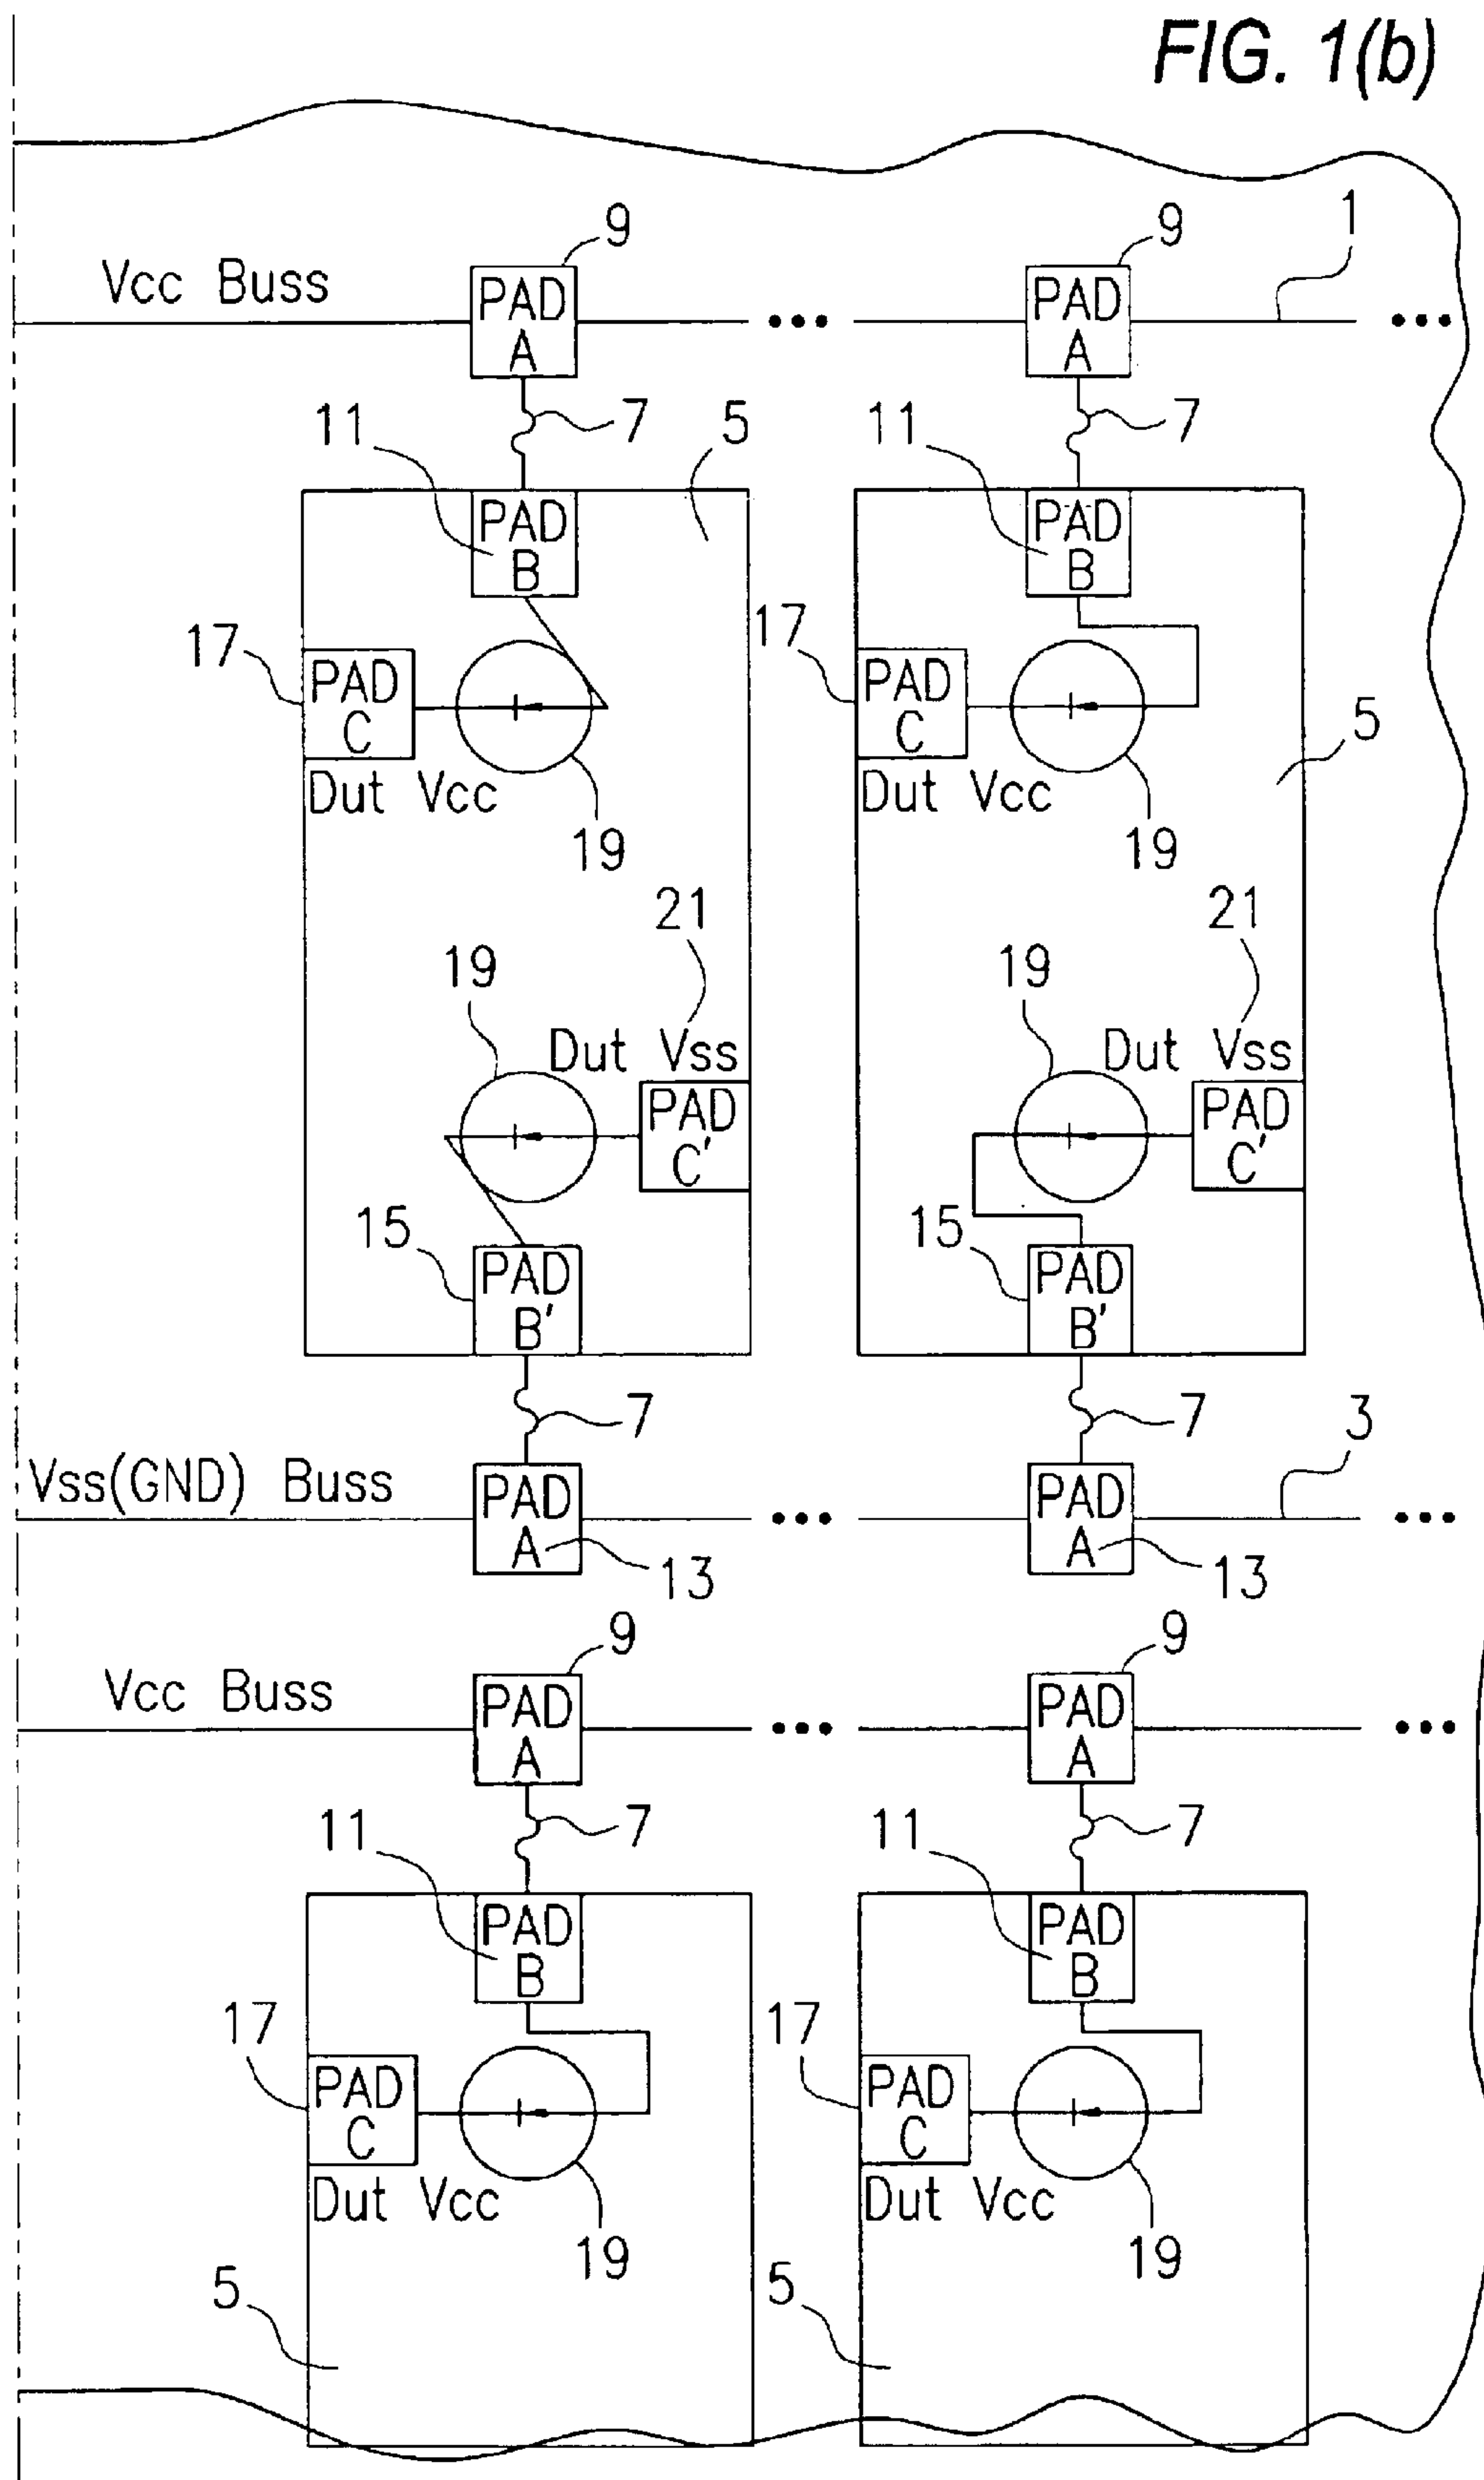 FIG. 1(b)
9 9 1
Vcc Buss PAD A ••• PAD A •••
11 7 5 11 7
PAD B PAD B
17 PAD C 17 PAD C 5
Dut Vcc Dut Vcc
19 19
21 21
19 19
Dut Vss Dut Vss
PAD C' PAD C'
15 15
PAD B' PAD B'
7 7 3
Vss(GND) Buss PAD A ••• PAD A •••
13 13
9 9
Vcc Buss PAD A ••• PAD A •••
11 7 11 7
PAD B PAD B
17 PAD C 17 PAD C
Dut Vcc Dut Vcc
19 19
5 5